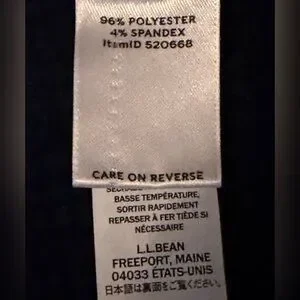 96% POLYESTER
4% SPANDEX
ItemID 520668
CARE ON REVERSE
BASSE TEMPÉRATURE,
SORTIR RAPIDEMENT
REPASSER À FER TIÈDE SI
NÉCESSAIRE
L.L.BEAN
FREEPORT, MAINE
04033 ÉTATS-UNIS
日本語は裏面をご覧ください。